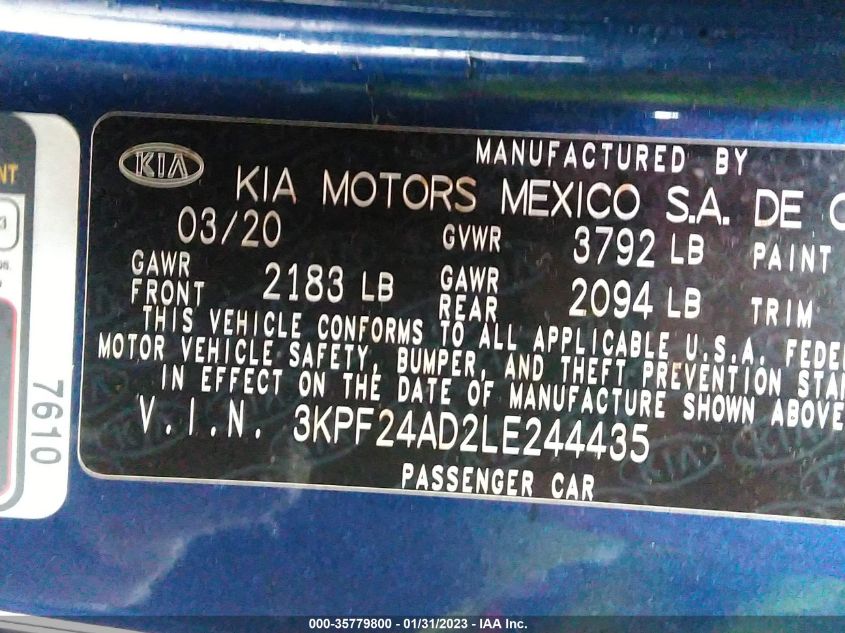 KIA
MANUFACTURED BY
KIA MOTORS MEXICO S.A. DE C
03/20 GVWR 3792 LB PAINT
GAWR FRONT 2183 LB GAWR REAR 2094 LB TRIM
THIS VEHICLE CONFORMS TO ALL APPLICABLE U.S.A. FEDE
MOTOR VEHICLE SAFETY, BUMPER, AND THEFT PREVENTION STA
IN EFFECT ON THE DATE OF MANUFACTURE SHOWN ABOVE
V.I.N. 3KPF24AD2LE244435
PASSENGER CAR
NT
7610
000-35779800 - 01/31/2023 - IAA Inc.